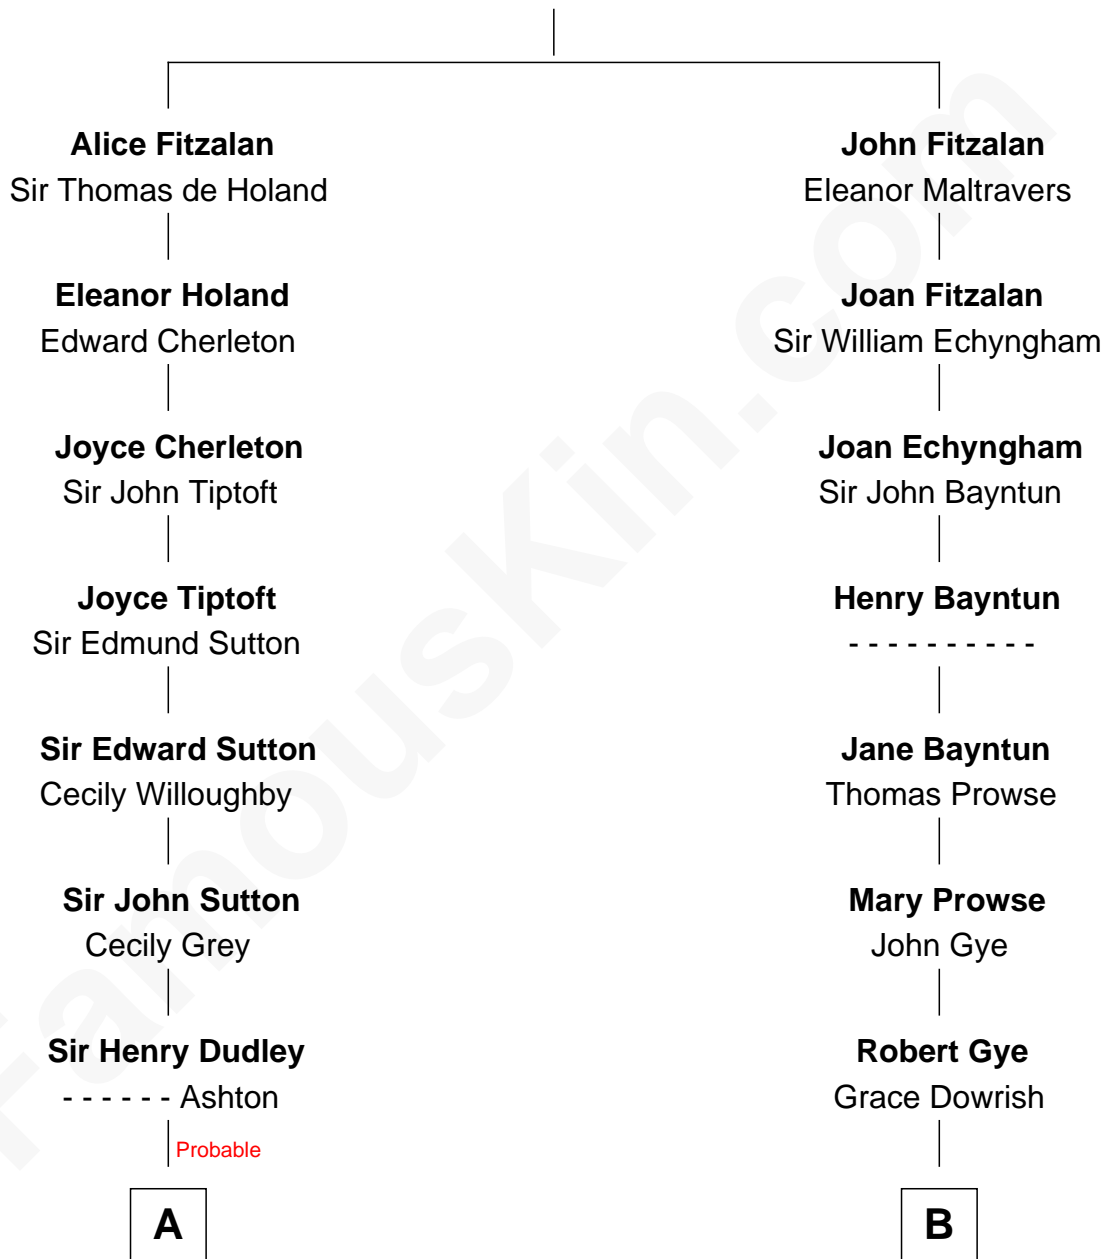 Alice Fitzalan
Sir Thomas de Holand
John Fitzalan
Eleanor Maltravers
Eleanor Holand
Edward Cherleton
Joan Fitzalan
Sir William Echyngham
Joyce Cherleton
Sir John Tiptoft
Joan Echyngham
Sir John Bayntun
Joyce Tiptoft
Sir Edmund Sutton
Henry Bayntun
- - - - - - - - - -
Sir Edward Sutton
Cecily Willoughby
Jane Bayntun
Thomas Prowse
Sir John Sutton
Cecily Grey
Mary Prowse
John Gye
Sir Henry Dudley
- - - - - - Ashton
Robert Gye
Grace Dowrish
Probable
A
B
FamousKin.com